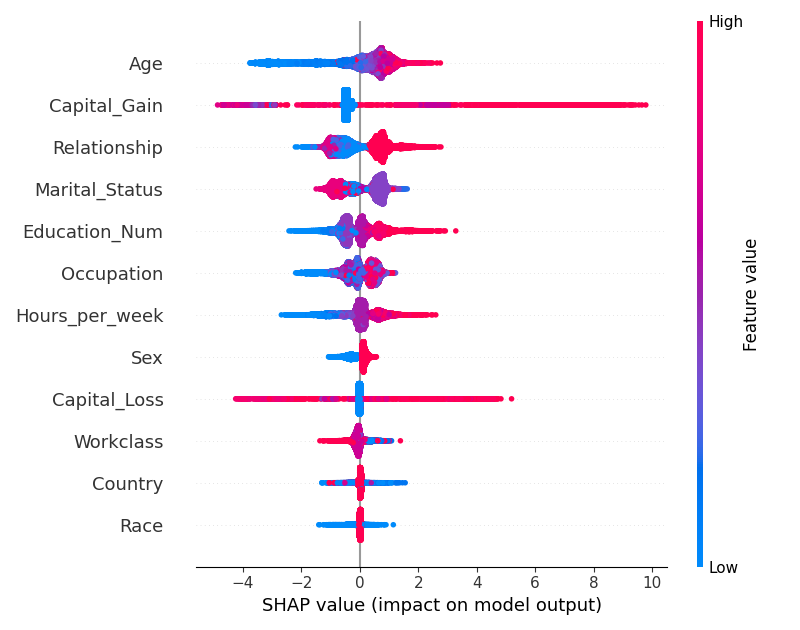 High
Age
Capital_Gain
Relationship
Marital_Status
Education_Num
Occupation
Hours_per_week
Sex
Capital_Loss
Workclass
Country
Race
Feature value
Low
−4 −2 0 2 4 6 8 10
SHAP value (impact on model output)